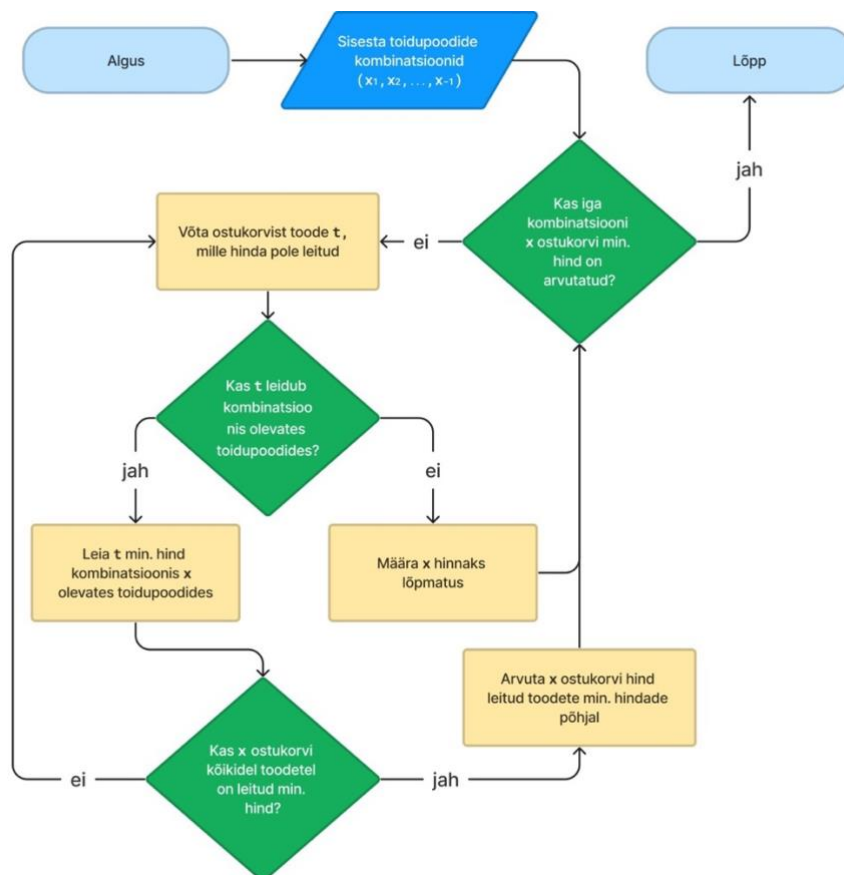 Algus
Sisesta toidupoodide
kombinatsioonid
(x₁, x₂, ..., x₋₁)
Lõpp
jah
Kas iga
kombinatsiooni
x ostukorvi min.
hind on
arvutatud?
ei
Võta ostukorvist toode t,
mille hinda pole leitud
Kas t leidub
kombinatsioo
nis olevates
toidupoodides?
jah
ei
Leia t min. hind
kombinatsioonis x
olevates toidupoodides
Määra x hinnaks
lõpmatus
Arvuta x ostukorvi hind
leitud toodete min. hindade
põhjal
Kas x ostukorvi
kõikidel toodetel
on leitud min.
hind?
ei
jah